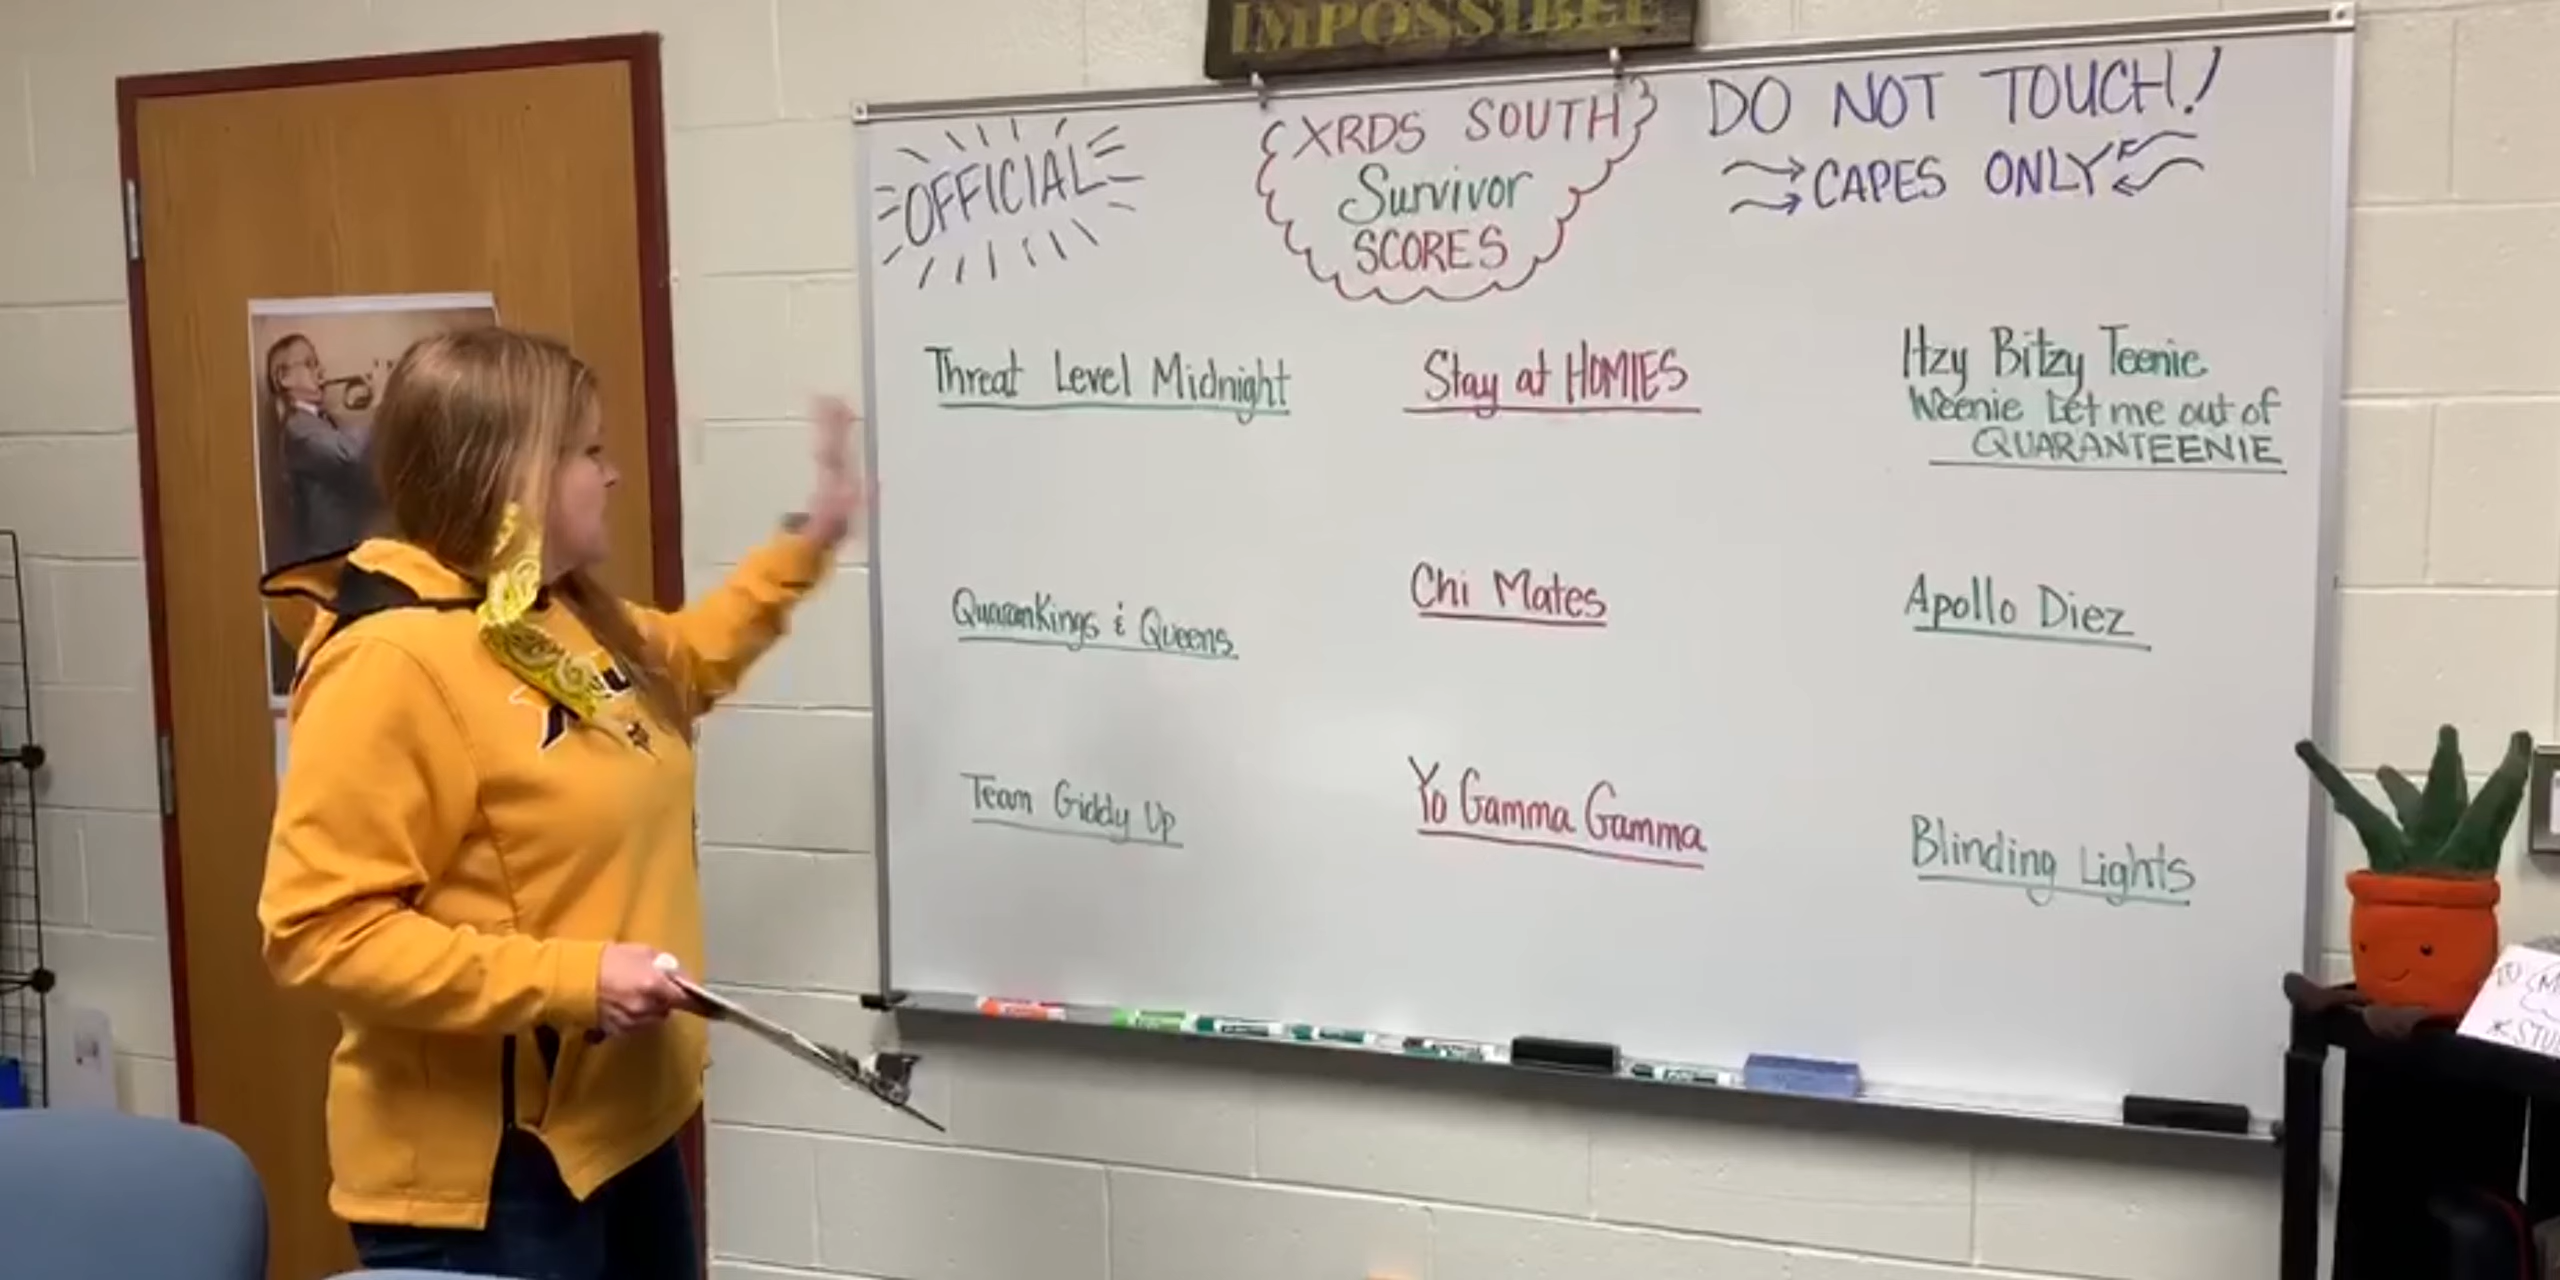 IMPOSSIBLE
OFFICIAL
XRDS SOUTH
Survivor
SCORES
DO NOT TOUCH!
CAPES ONLY
Threat Level Midnight
Stay at HOMIES
Itzy Bitzy Teenie
Weenie Let me out of
QUARANTEENIE
QuaranKings & Queens
Chi Mates
Apollo Diez
Team Giddy Up
Yo Gamma Gamma
Blinding Lights